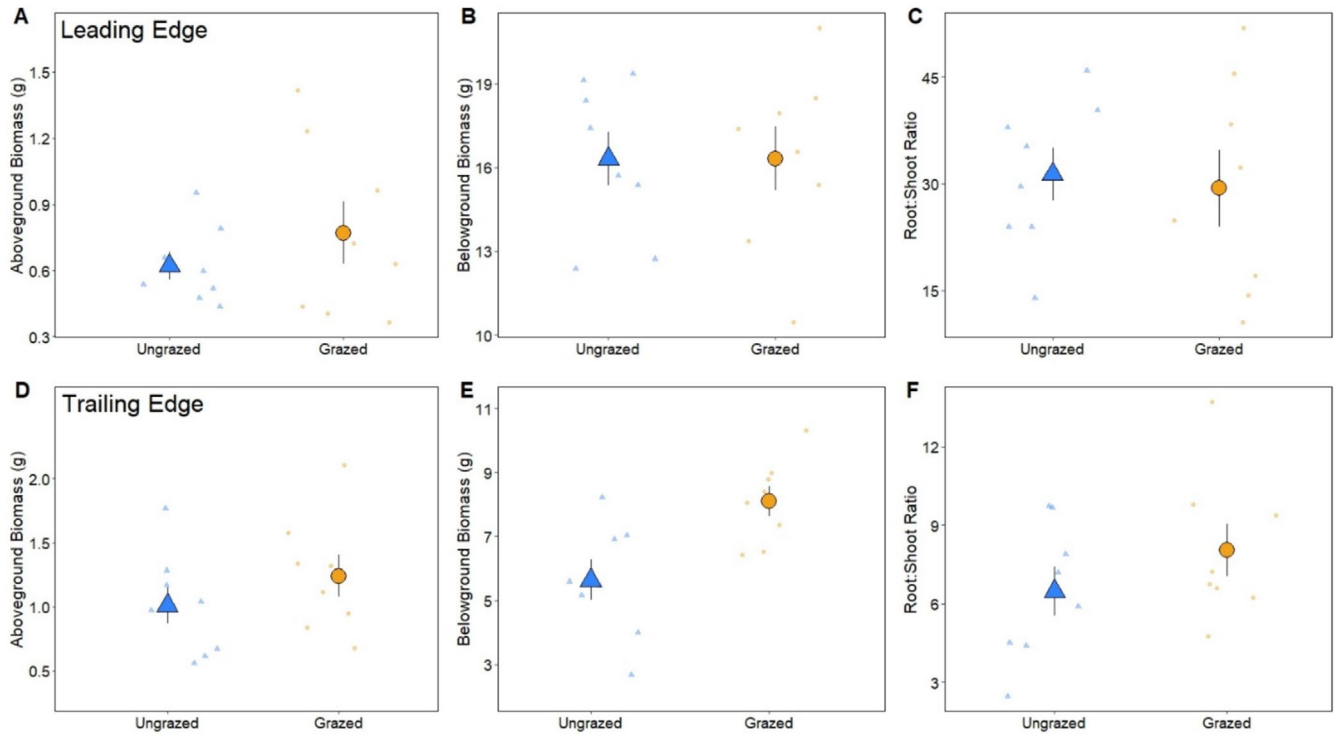 A
Leading Edge
Aboveground Biomass (g)
1.5
1.2
0.9
0.6
0.3
Ungrazed Grazed
B
Belowground Biomass (g)
19
16
13
10
Ungrazed Grazed
C
Root:Shoot Ratio
45
30
15
Ungrazed Grazed
D
Trailing Edge
Aboveground Biomass (g)
2.0
1.5
1.0
0.5
Ungrazed Grazed
E
Belowground Biomass (g)
11
9
7
5
3
Ungrazed Grazed
F
Root:Shoot Ratio
12
9
6
3
Ungrazed Grazed